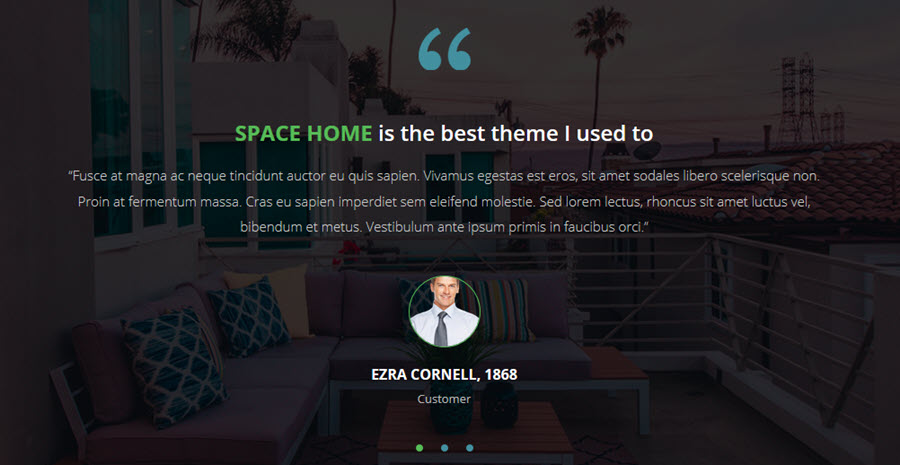 “
SPACE HOME is the best theme I used to
“Fusce at magna ac neque tincidunt auctor eu quis sapien. Vivamus egestas est eros, sit amet sodales libero scelerisque non.
Proin at fermentum massa. Cras eu sapien imperdiet sem eleifend molestie. Sed lorem lectus, rhoncus sit amet luctus vel,
bibendum et metus. Vestibulum ante ipsum primis in faucibus orci.“
EZRA CORNELL, 1868
Customer